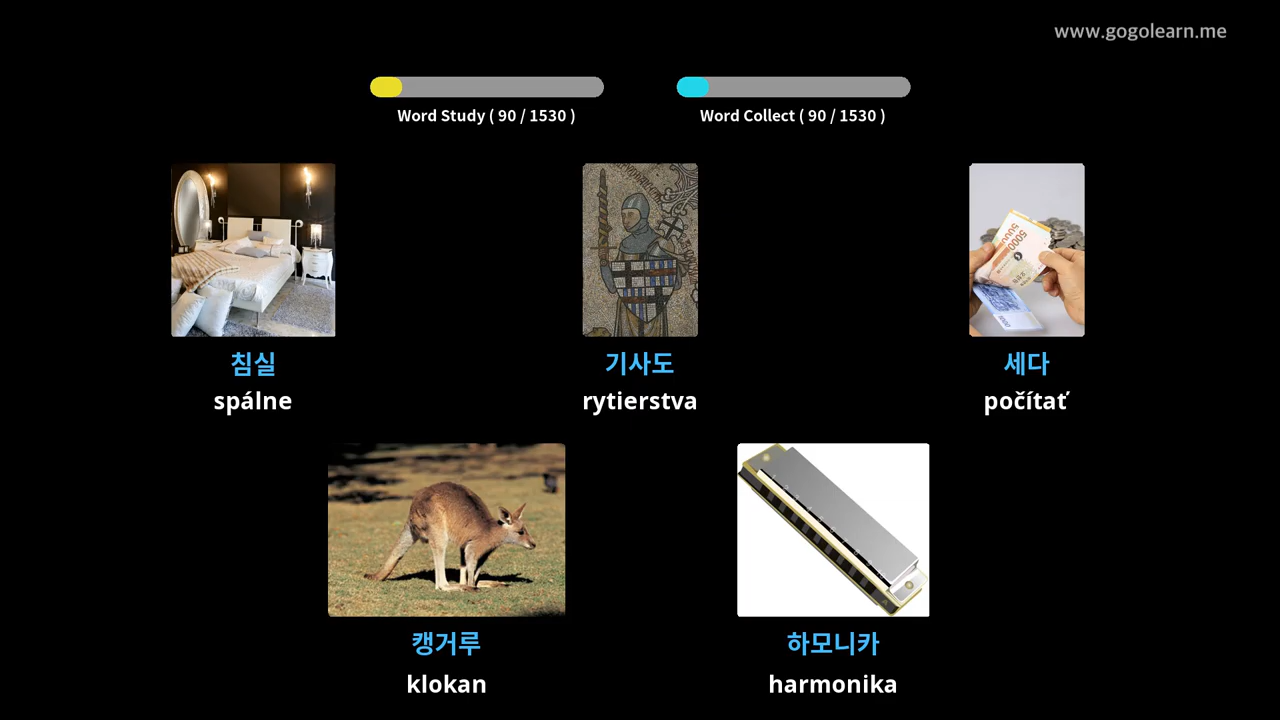 www.gogolearn.me
Word Study ( 90 / 1530 )
Word Collect ( 90 / 1530 )
침실
spálne
기사도
rytierstva
세다
počítať
캥거루
klokan
하모니카
harmonika